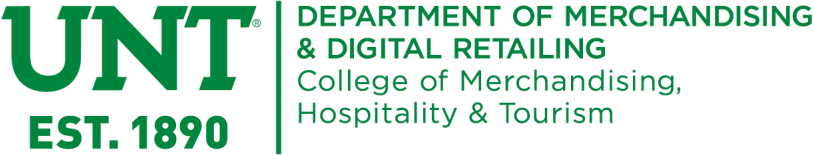 UNT®
EST. 1890
DEPARTMENT OF MERCHANDISING
& DIGITAL RETAILING
College of Merchandising,
Hospitality & Tourism